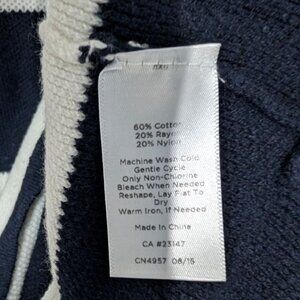 60% Cotton
20% Rayon
20% Nylon
Machine Wash Cold
Gentle Cycle
Only Non-Chlorine
Bleach When Needed
Reshape, Lay Flat To
Dry
Warm Iron, If Needed
Made In China
CA #23147
CN4957 08/15